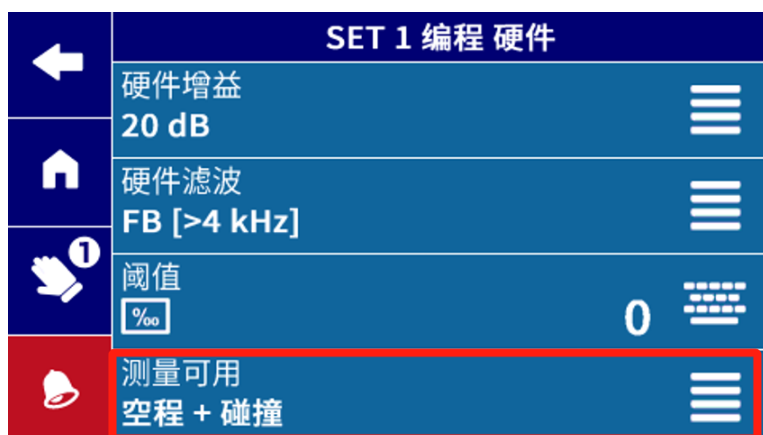 SET 1 编程 硬件
硬件增益
20 dB
硬件滤波
FB [>4 kHz]
1
阈值
‰
0
测量可用
空程 + 碰撞